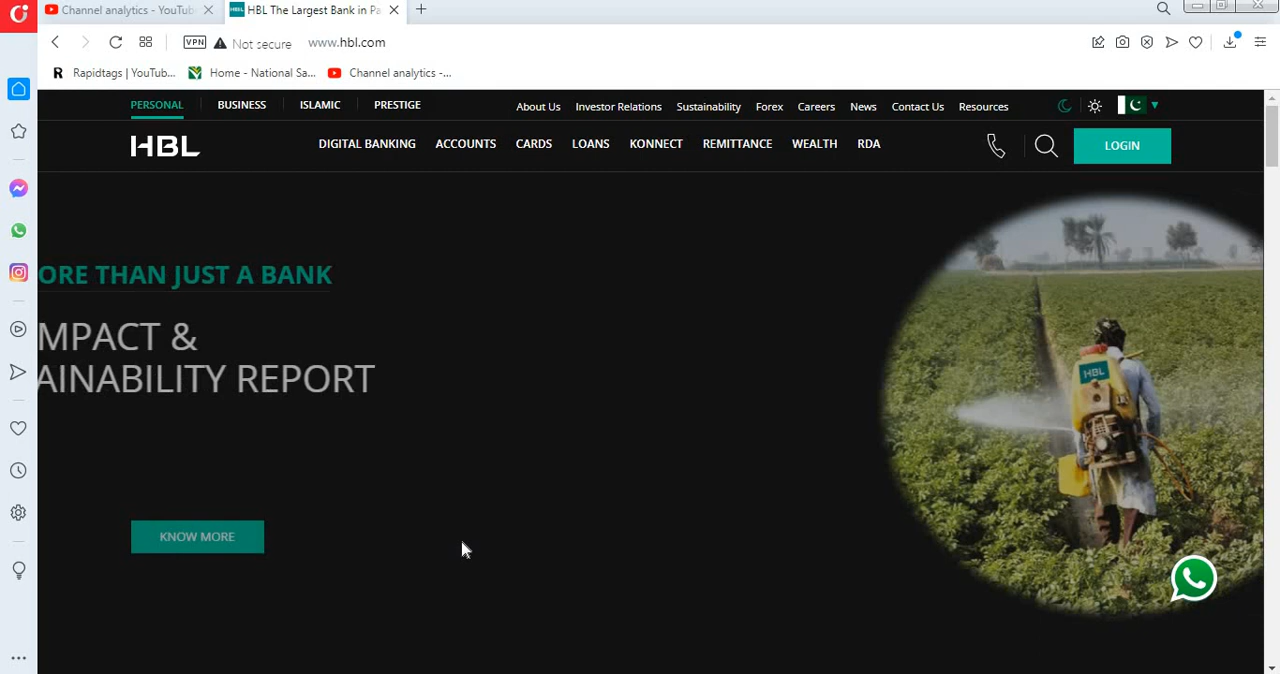 Channel analytics - YouTub
HBL The Largest Bank in Pa
VPN
Not secure
www.hbl.com
R Rapidtags | YouTub...
Home - National Sa...
Channel analytics -...
PERSONAL
BUSINESS
ISLAMIC
PRESTIGE
About Us
Investor Relations
Sustainability
Forex
Careers
News
Contact Us
Resources
HBL
DIGITAL BANKING
ACCOUNTS
CARDS
LOANS
KONNECT
REMITTANCE
WEALTH
RDA
LOGIN
ORE THAN JUST A BANK
MPACT &
AINABILITY REPORT
KNOW MORE
HBL